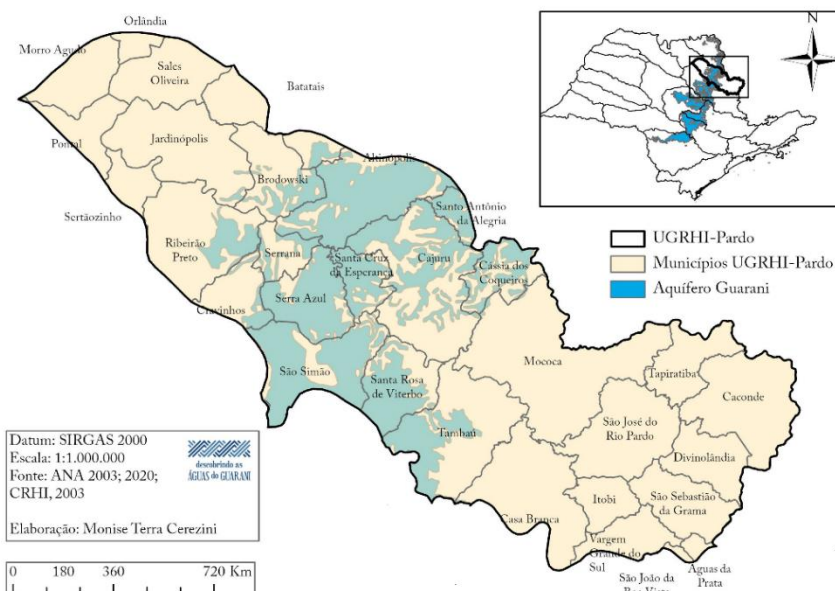 Orlândia
Morro Agudo
Sales
Oliveira
Batatais
Pontal
Jardinópolis
Altinópolis
Brodowski
Santo Antônio
da Alegria
Sertãozinho
Ribeirão
Preto
Serrana
Santa Cruz
da Esperança
Cajuru
Cássia dos
Coqueiros
Cravinhos
Serra Azul
São Simão
Santa Rosa
de Viterbo
Mococa
Tapiratiba
Caconde
São José do
Rio Pardo
Tambaú
Divinolândia
Casa Branca
Itobi
São Sebastião
da Grama
Vargem
Grande do
Sul
Águas da
Prata
São João da
N
UGRHI-Pardo
Municípios UGRHI-Pardo
Aquífero Guarani
Datum: SIRGAS 2000
Escala: 1:1.000.000
Fonte: ANA 2003; 2020;
CRHI, 2003
descobrindo as
ÁGUAS do GUARANI
Elaboração: Monise Terra Cerezini
0 180 360 720 Km